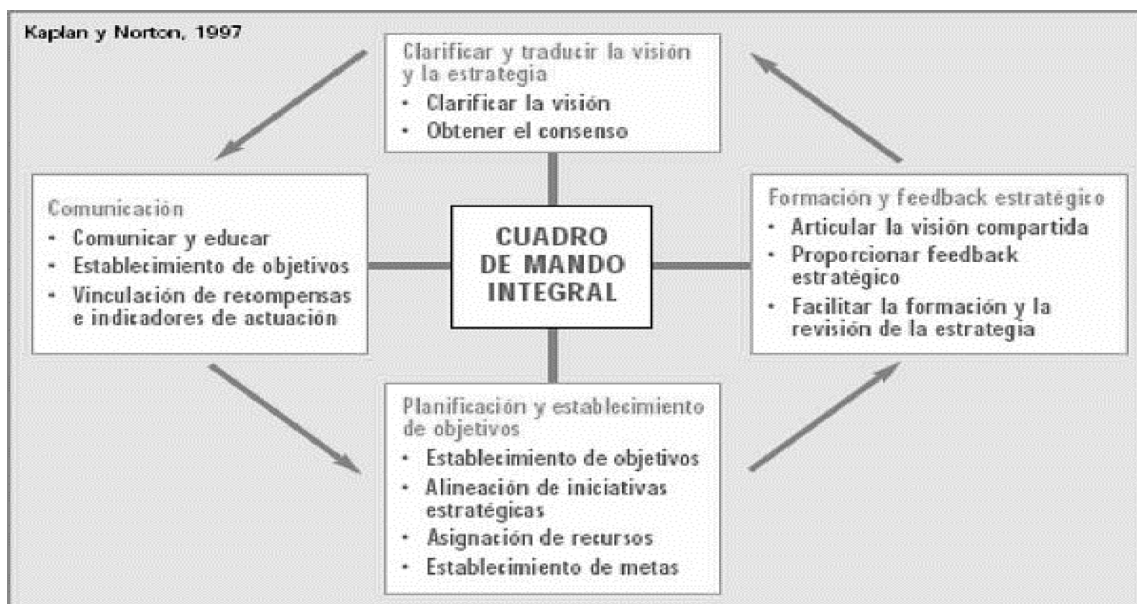 Kaplan y Norton, 1997
Clarificar y traducir la visión
y la estrategia
• Clarificar la visión
• Obtener el consenso
Comunicación
• Comunicar y educar
• Establecimiento de objetivos
• Vinculación de recompensas
e indicadores de actuación
CUADRO
DE MANDO
INTEGRAL
Formación y feedback estratégico
• Articular la visión compartida
• Proporcionar feedback
estratégico
• Facilitar la formación y la
revisión de la estrategia
Planificación y establecimiento
de objetivos
• Establecimiento de objetivos
• Alineación de iniciativas
estratégicas
• Asignación de recursos
• Establecimiento de metas